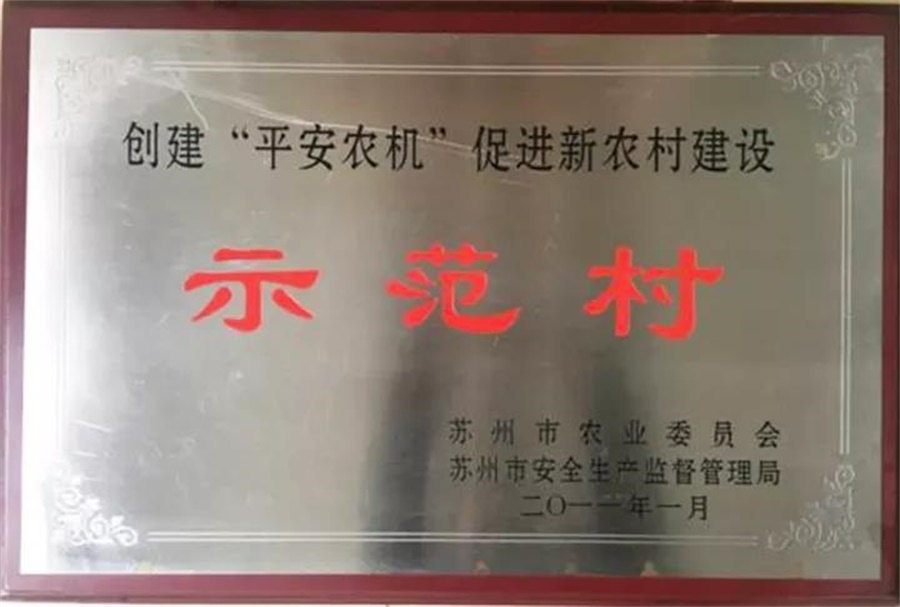 创建“平安农机”促进新农村建设
示范村
苏州市农业委员会
苏州市安全生产监督管理局
二〇一一年一月